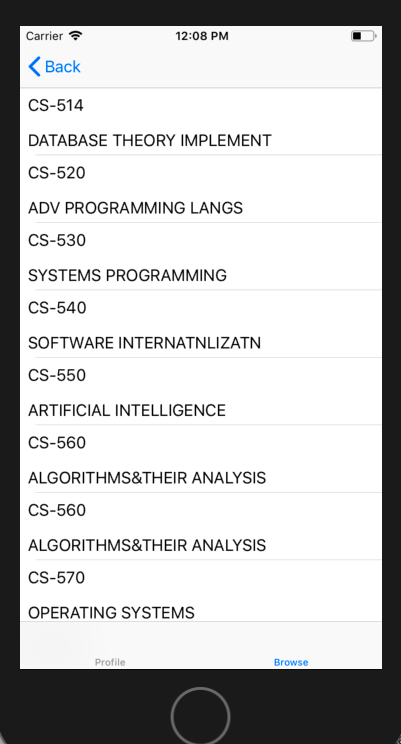 Carrier 12:08 PM
Back
CS-514
DATABASE THEORY IMPLEMENT
CS-520
ADV PROGRAMMING LANGS
CS-530
SYSTEMS PROGRAMMING
CS-540
SOFTWARE INTERNATNLIZATN
CS-550
ARTIFICIAL INTELLIGENCE
CS-560
ALGORITHMS&THEIR ANALYSIS
CS-560
ALGORITHMS&THEIR ANALYSIS
CS-570
OPERATING SYSTEMS
Profile Browse